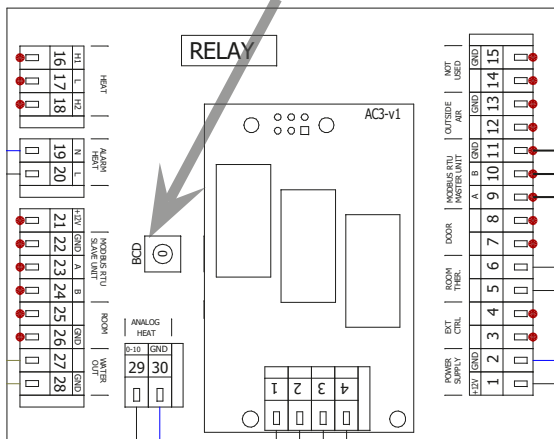 RELAY
AC3-v1
16 H1
17 L
18 H2
HEAT
19 N
20 L
ALARM
HEAT
21 +12V
22 GND
23 A
24 B
MODBUS RTU
SLAVE UNIT
25
26 GND
ROOM
27
28 GND
WATER
OUT
BCD
0
ANALOG
HEAT
0-10 GND
29 30
1 2 3 4
NOT
USED
GND 15
14
OUTSIDE
AIR
GND 13
12
MODBUS RTU
MASTER UNIT
GND 11
B 10
A 9
DOOR
8
7
ROOM
THER.
6
5
EXT
CTRL
4
3
POWER
SUPPLY
GND 2
+12V 1